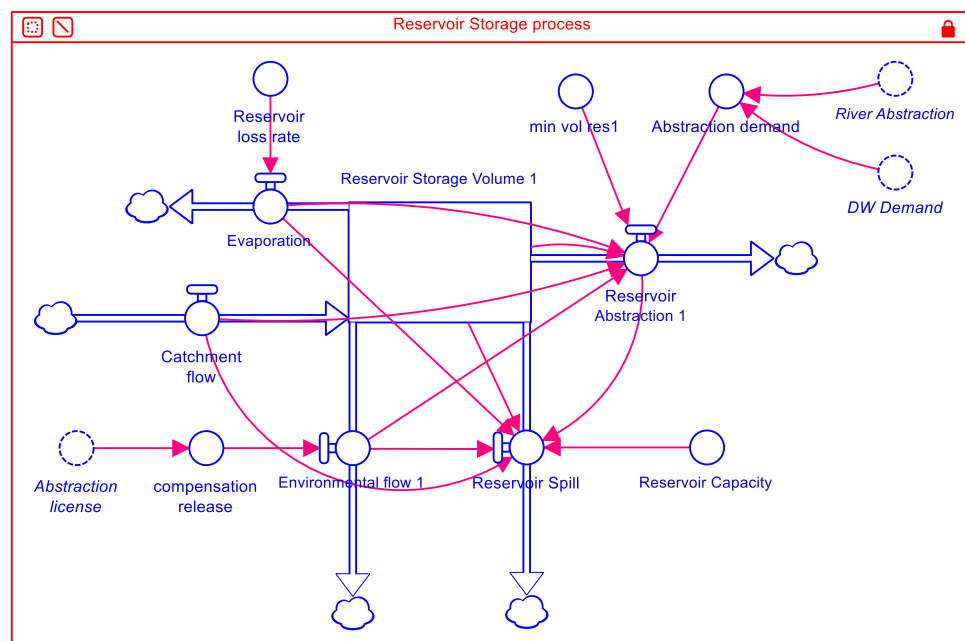 Reservoir Storage process
Reservoir
loss rate
min vol res1
Abstraction demand
River Abstraction
Reservoir Storage Volume 1
DW Demand
Evaporation
Reservoir
Abstraction 1
Catchment
flow
Abstraction
license
compensation
release
Environmental flow 1
Reservoir Spill
Reservoir Capacity